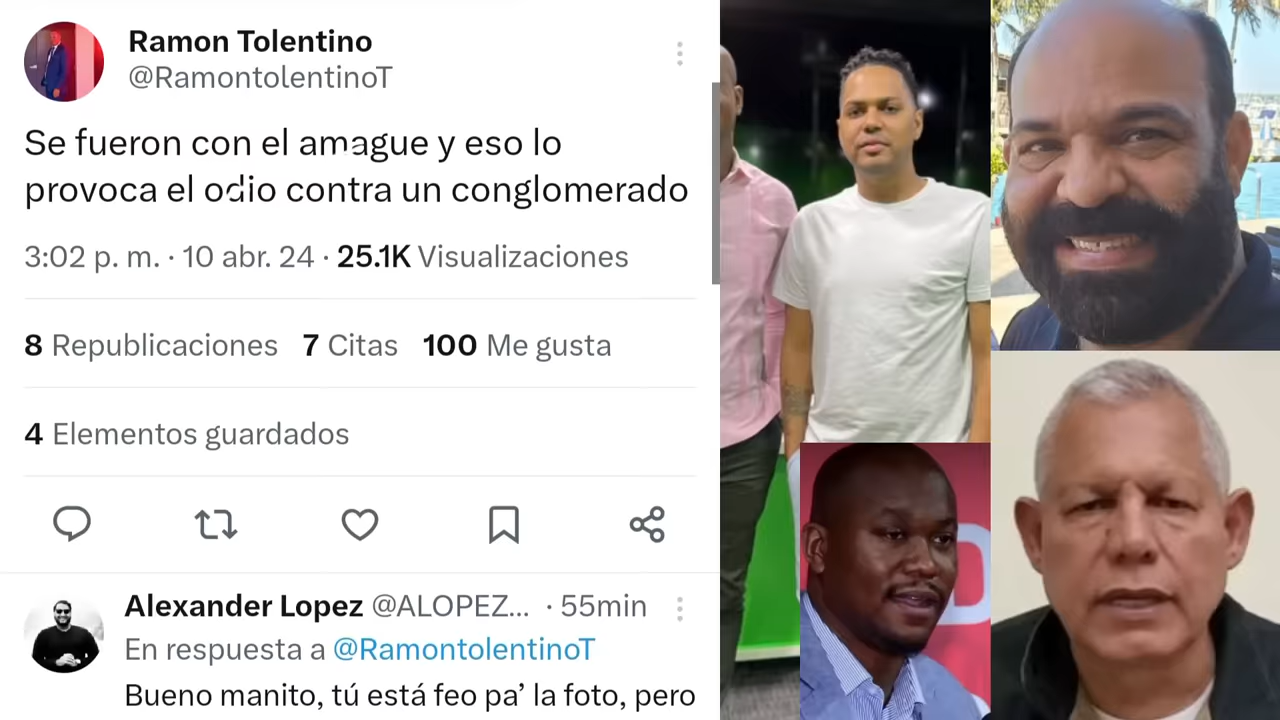 Ramon Tolentino
@RamontolentinoT
Se fueron con el amague y eso lo
provoca el odio contra un conglomerado
3:02 p. m. · 10 abr. 24 · 25.1K Visualizaciones
8 Republicaciones 7 Citas 100 Me gusta
4 Elementos guardados
Alexander Lopez @ALOPEZ... · 55min
En respuesta a @RamontolentinoT
Bueno manito, tú está feo pa’ la foto, pero